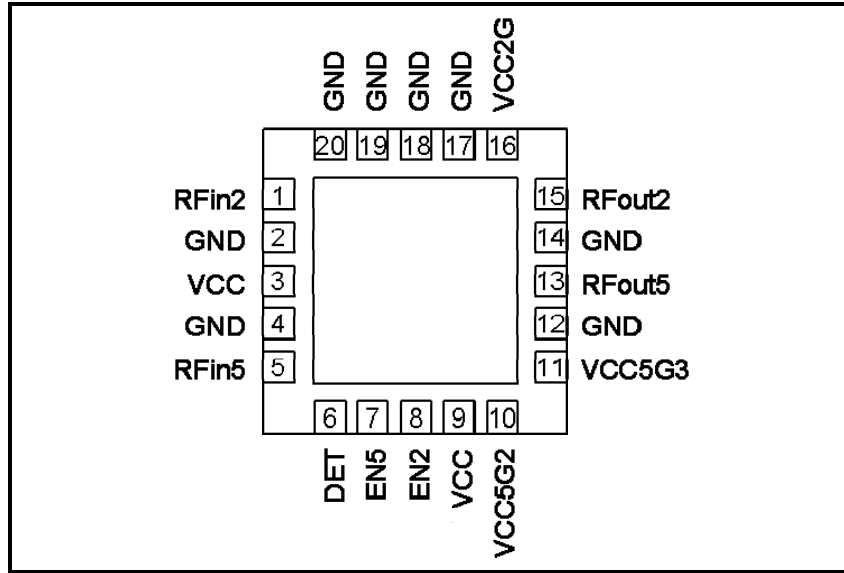 GND GND GND GND VCC2G
20 19 18 17 16
RFin2 1 15 RFout2
GND 2 14 GND
VCC 3 13 RFout5
GND 4 12 GND
RFin5 5 11 VCC5G3
6 7 8 9 10
DET EN5 EN2 VCC VCC5G2